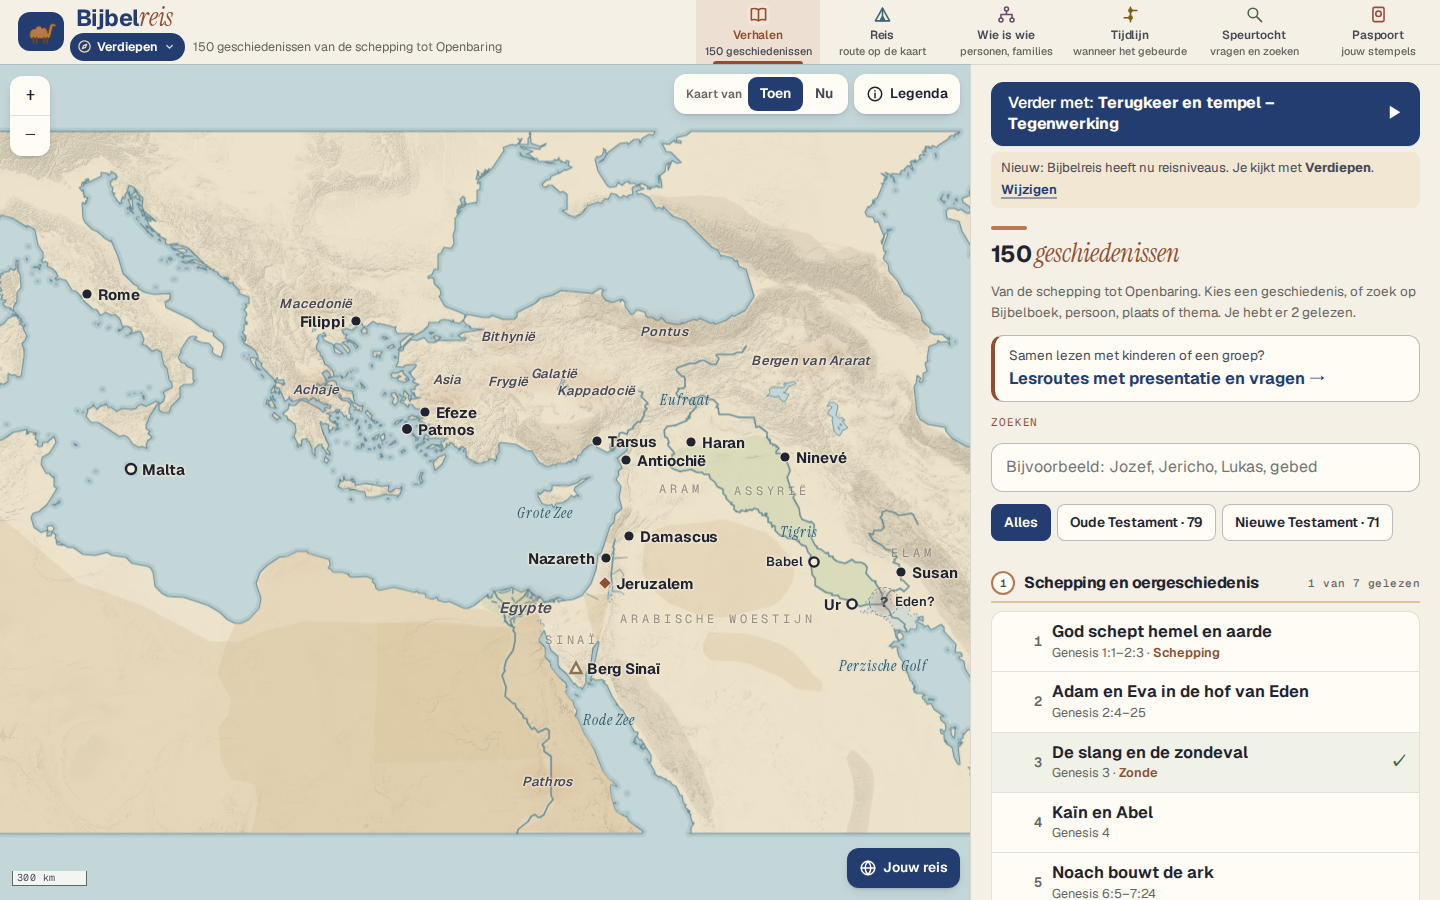 Bijbelreis
Verdiepen
150 geschiedenissen van de schepping tot Openbaring
Verhalen
150 geschiedenissen
Reis
route op de kaart
Wie is wie
personen, families
Tijdlijn
wanneer het gebeurde
Speurtocht
vragen en zoeken
Paspoort
jouw stempels
+
−
Kaart van
Toen
Nu
Legenda
Rome
Macedonië
Filippi
Bithynië
Pontus
Bergen van Ararat
Achaje
Asia
Frygië
Galatië
Kappadocië
Eufraat
Efeze
Patmos
Tarsus
Haran
Antiochië
Ninevé
Malta
ARAM
ASSYRIË
Grote Zee
Tigris
Damascus
Nazareth
Babel
ELAM
Susan
Jeruzalem
Egypte
Ur
?
Eden?
ARABISCHE WOESTIJN
SINAÏ
Berg Sinaï
Perzische Golf
Rode Zee
Pathros
300 km
Jouw reis
Verder met: Terugkeer en tempel –
Tegenwerking
Nieuw: Bijbelreis heeft nu reisniveaus. Je kijkt met Verdiepen.
Wijzigen
150 geschiedenissen
Van de schepping tot Openbaring. Kies een geschiedenis, of zoek op
Bijbelboek, persoon, plaats of thema. Je hebt er 2 gelezen.
Samen lezen met kinderen of een groep?
Lesroutes met presentatie en vragen →
ZOEKEN
Bijvoorbeeld: Jozef, Jericho, Lukas, gebed
Alles
Oude Testament · 79
Nieuwe Testament · 71
1 Schepping en oergeschiedenis 1 van 7 gelezen
1 God schept hemel en aarde
Genesis 1:1–2:3 · Schepping
2 Adam en Eva in de hof van Eden
Genesis 2:4–25
3 De slang en de zondeval ✓
Genesis 3 · Zonde
4 Kaïn en Abel
Genesis 4
5 Noach bouwt de ark
Genesis 6:5–7:24